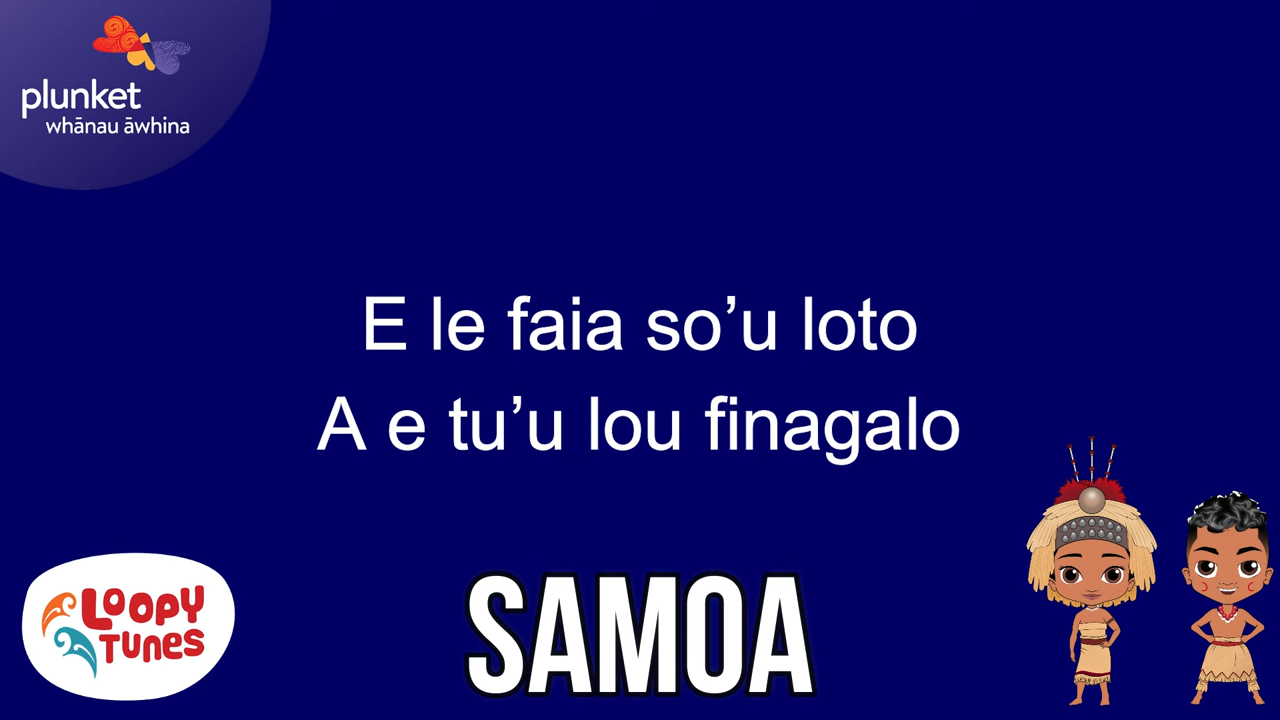 plunket
whānau āwhina
E le faia so’u loto
A e tu’u lou finagalo
LOOPY
TUNES
SAMOA